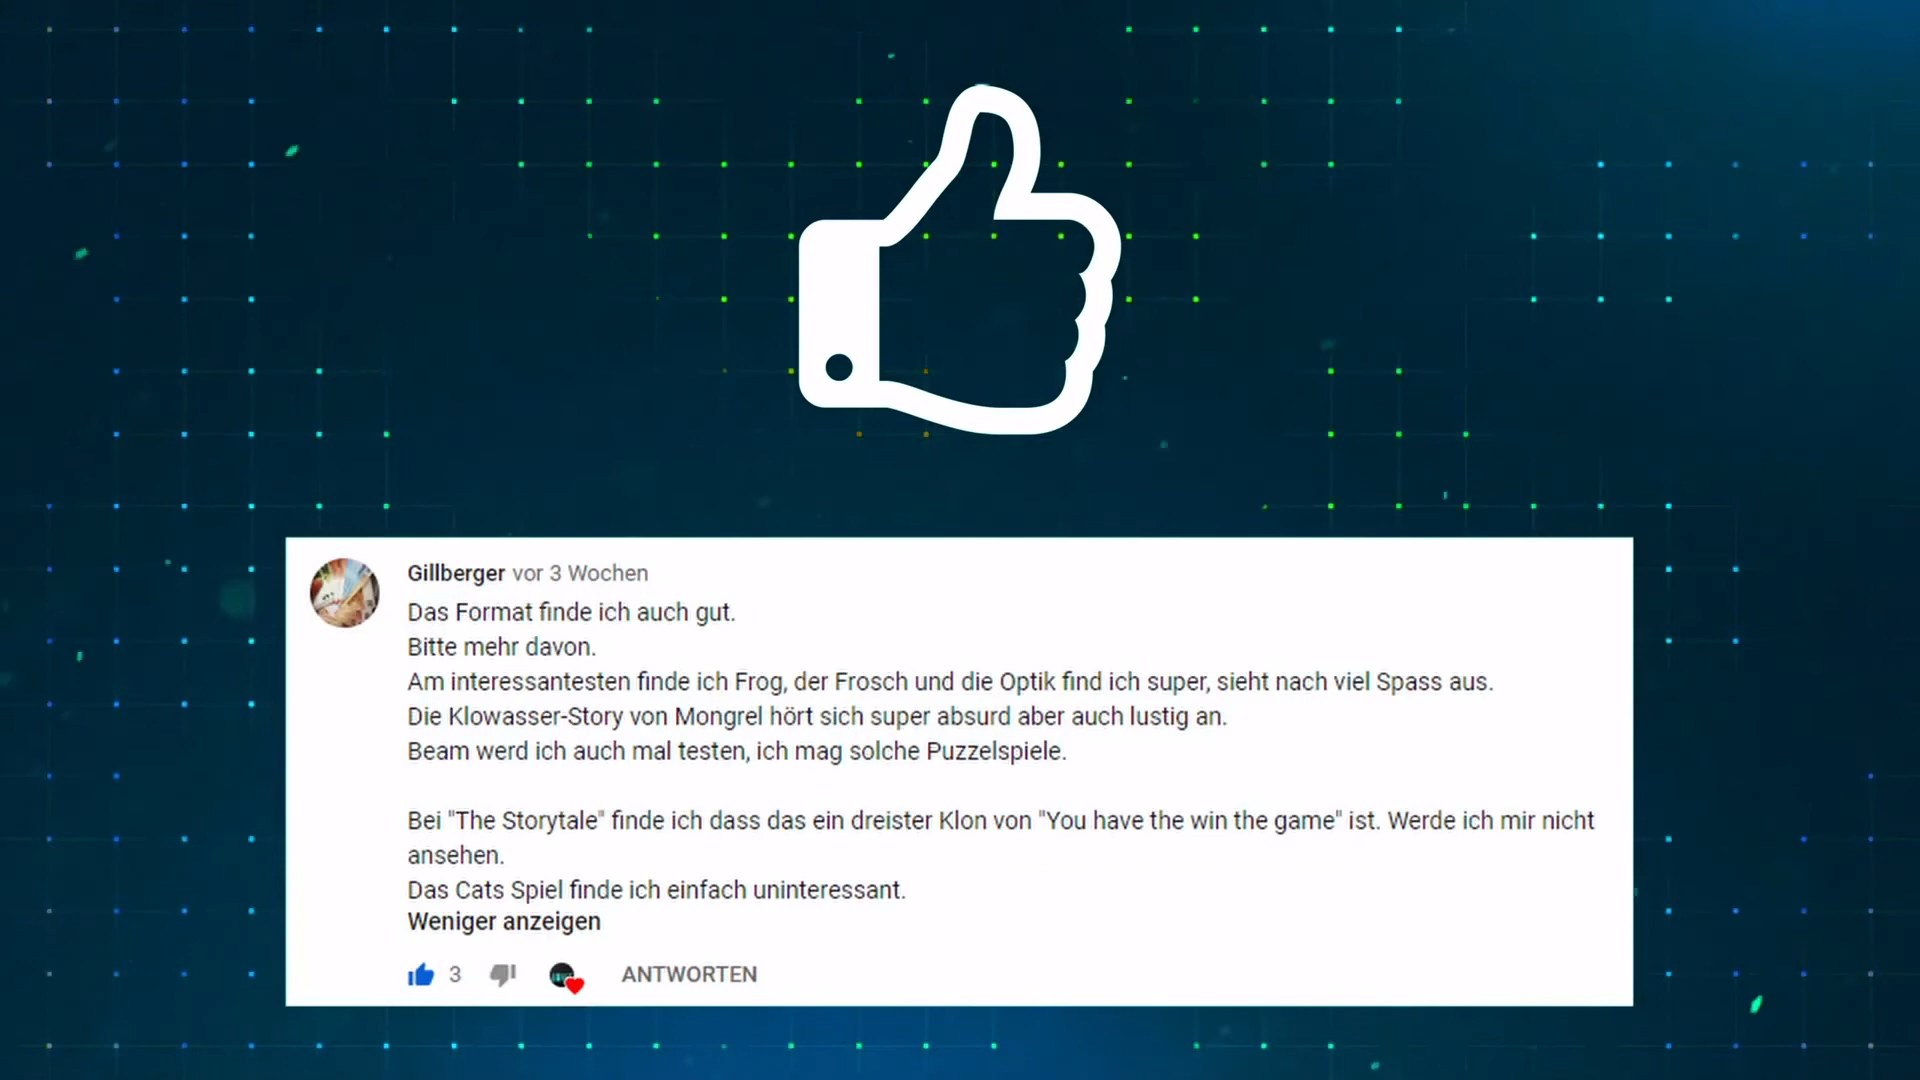 Gillberger vor 3 Wochen
Das Format finde ich auch gut.
Bitte mehr davon.
Am interessantesten finde ich Frog, der Frosch und die Optik find ich super, sieht nach viel Spass aus.
Die Klowasser-Story von Mongrel hört sich super absurd aber auch lustig an.
Beam werd ich auch mal testen, ich mag solche Puzzelspiele.
Bei "The Storytale" finde ich dass das ein dreister Klon von "You have the win the game" ist. Werde ich mir nicht
ansehen.
Das Cats Spiel finde ich einfach uninteressant.
Weniger anzeigen
3 ANTWORTEN